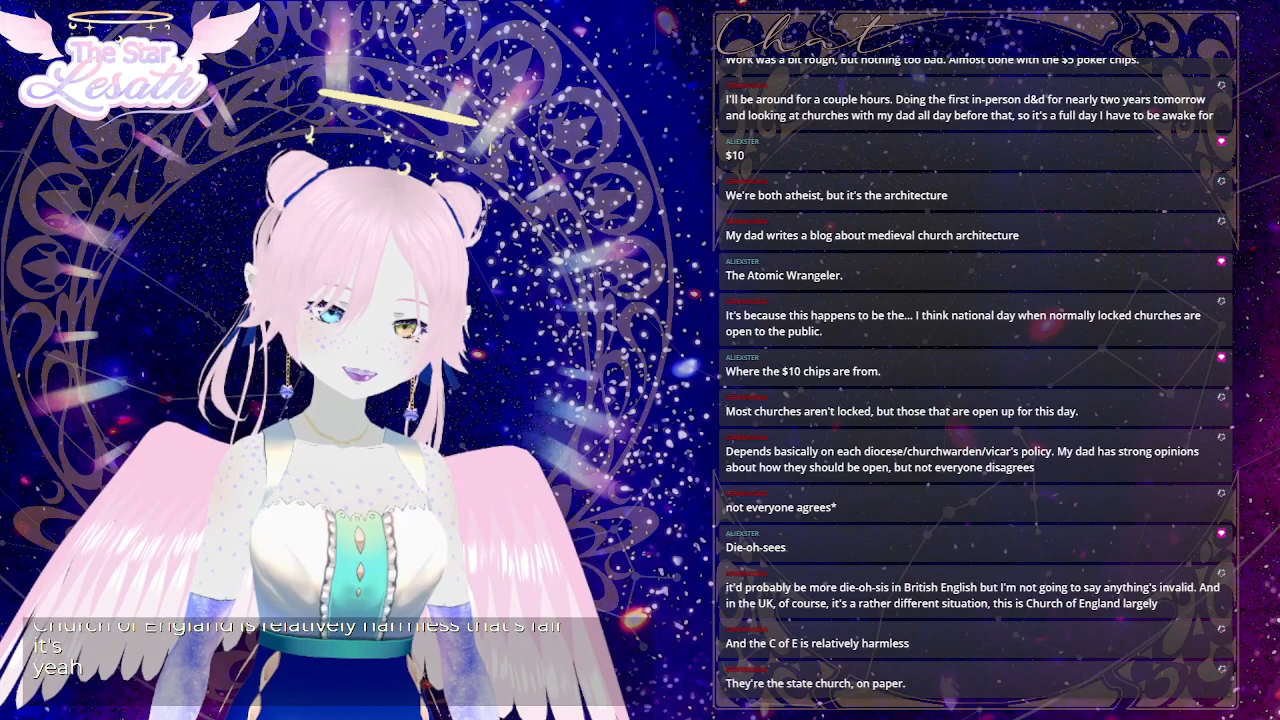 The Star
Lesath
Chat
Work was a bit rough, but nothing too bad. Almost done with the $5 poker chips.
I'll be around for a couple hours. Doing the first in-person d&d for nearly two years tomorrow
and looking at churches with my dad all day before that, so it's a full day I have to be awake for
ALIEXSTER
$10
We're both atheist, but it's the architecture
My dad writes a blog about medieval church architecture
ALIEXSTER
The Atomic Wrangeler.
It's because this happens to be the... I think national day when normally locked churches are
open to the public.
ALIEXSTER
Where the $10 chips are from.
Most churches aren't locked, but those that are open up for this day.
Depends basically on each diocese/churchwarden/vicar's policy. My dad has strong opinions
about how they should be open, but not everyone disagrees
not everyone agrees*
ALIEXSTER
Die-oh-sees
it'd probably be more die-oh-sis in British English but I'm not going to say anything's invalid. And
in the UK, of course, it's a rather different situation, this is Church of England largely
And the C of E is relatively harmless
They're the state church, on paper.
Church of England is relatively harmless that's fair
it's
yeah